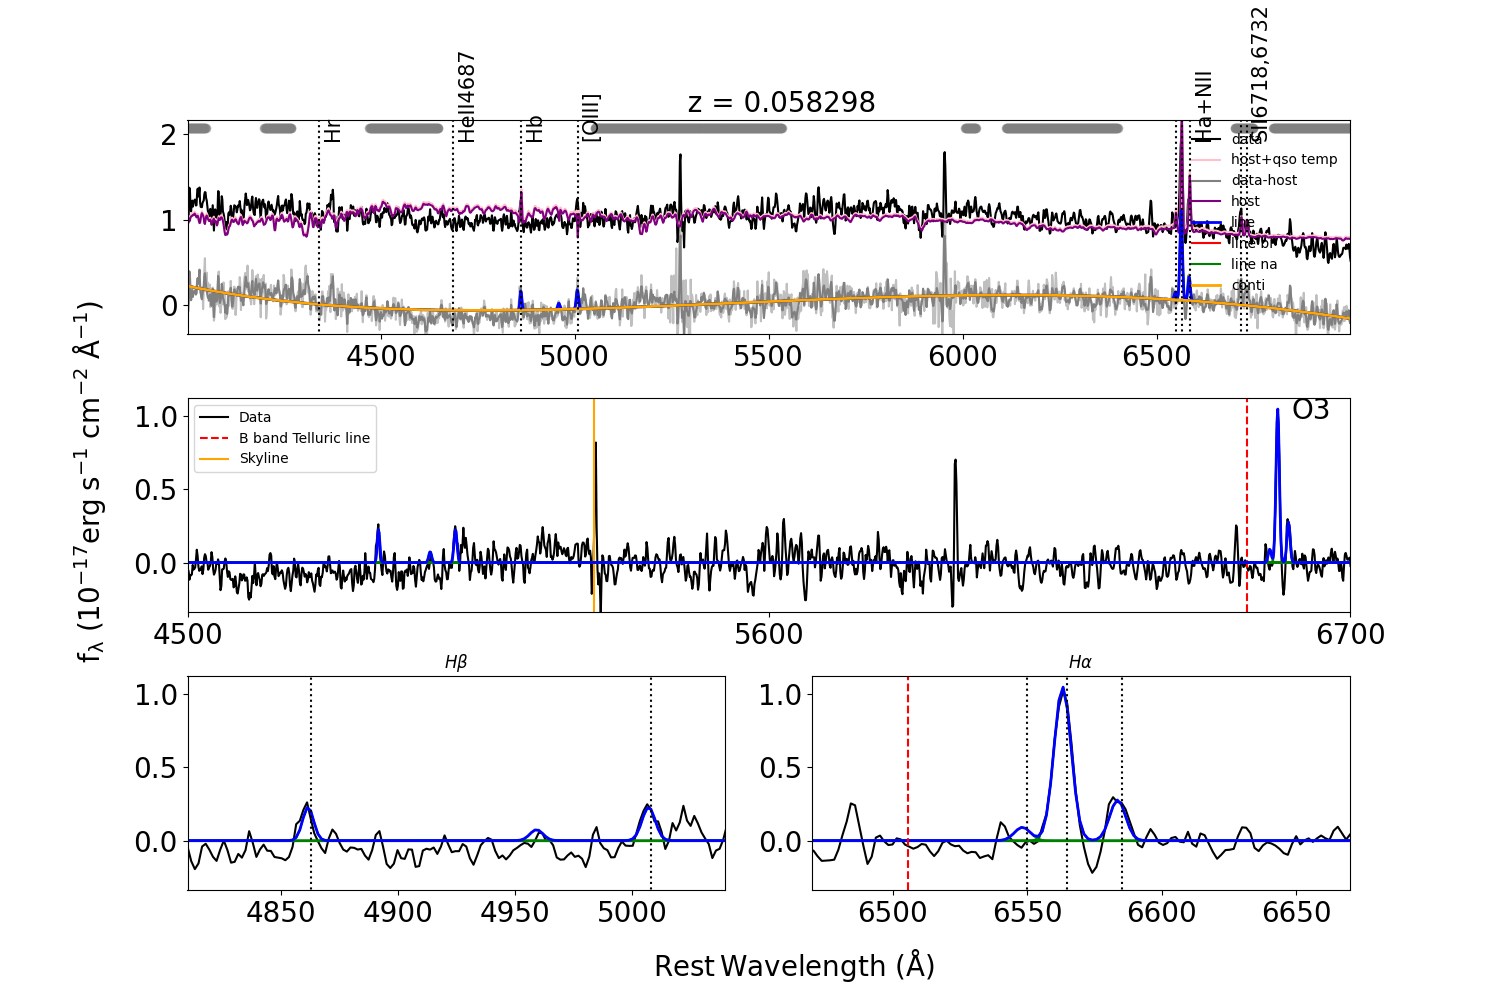 z = 0.058298
Hr
HeII4687
Hb
[OIII]
Ha+NII
SII6718,6732
data
host+qso temp
data-host
host
line
line br
line na
conti
2
1
0
4500 5000 5500 6000 6500
fλ (10⁻¹⁷erg s⁻¹ cm⁻² Å⁻¹)
O3
Data
B band Telluric line
Skyline
1.0
0.5
0.0
4500 5600 6700
Hβ
1.0
0.5
0.0
4850 4900 4950 5000
Hα
1.0
0.5
0.0
6500 6550 6600 6650
Rest Wavelength (Å)